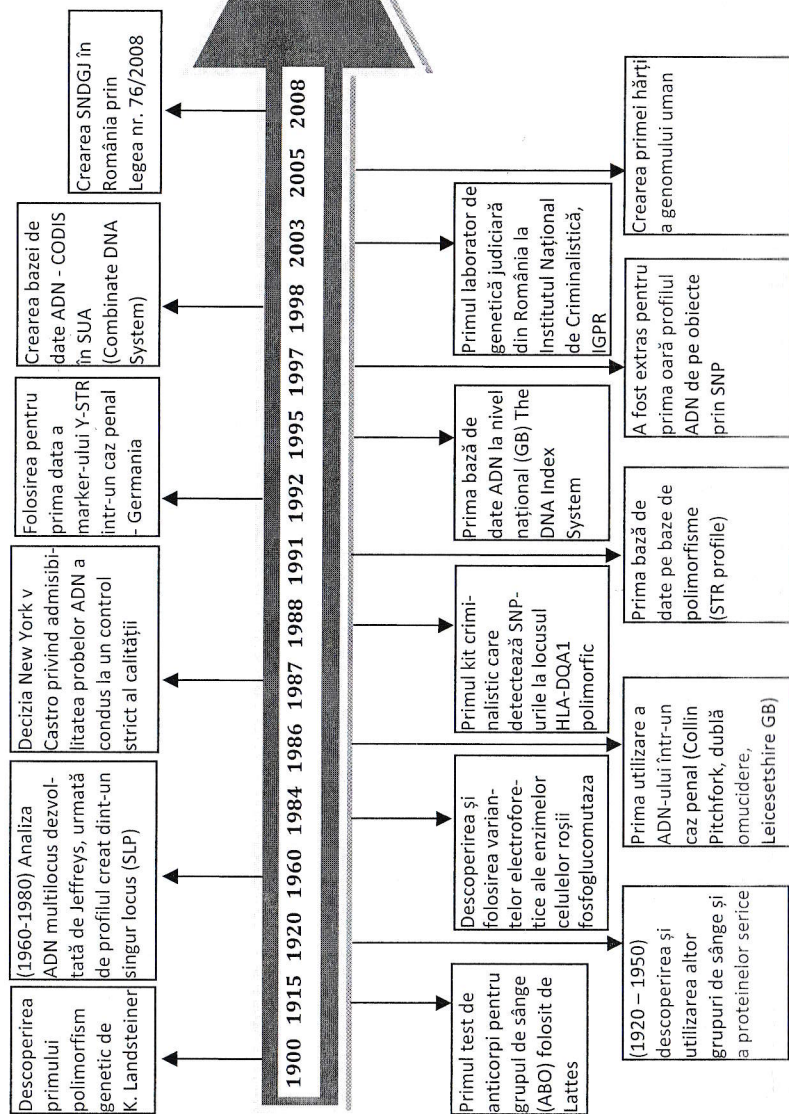 Descoperirea
primului
polimorfism
genetic de
K. Landsteiner
(1960-1980) Analiza
ADN multilocus dezvol-
tată de Jeffreys, urmată
de profilul creat dint-un
singur locus (SLP)
Decizia New York v
Castro privind admisibi-
litatea probelor ADN a
condus la un control
strict al calității
Folosirea pentru
prima data a
marker-ului Y-STR
intr-un caz penal
- Germania
Crearea bazei de
date ADN - CODIS
în SUA
(Combinate DNA
System)
Crearea SNDGJ în
România prin
Legea nr. 76/2008
1900 1915 1920 1960 1984 1986 1987 1988 1991 1992 1995 1997 1998 2003 2005 2008
Primul test de
anticorpi pentru
grupul de sânge
(ABO) folosit de
Lattes
Descoperirea și
folosirea varian-
telor electrofore-
tice ale enzimelor
celulelor roșii
fosfoglucomutaza
Primul kit crimi-
nalistic care
detectează SNP-
urile la locusul
HLA-DQA1
polimorfic
Prima bază de
date ADN la nivel
național (GB) The
DNA Index
System
Primul laborator de
genetică judiciară
din România la
Institutul Național
de Criminalistică,
IGPR
(1920 – 1950)
descoperirea și
utilizarea altor
grupuri de sânge și
a proteinelor serice
Prima utilizare a
ADN-ului într-un
caz penal (Collin
Pitchfork, dublă
omucidere,
Leicesetshire GB)
Prima bază de
date pe baze de
polimorfisme
(STR profile)
A fost extras pentru
prima oară profilul
ADN de pe obiecte
prin SNP
Crearea primei hărți
a genomului uman